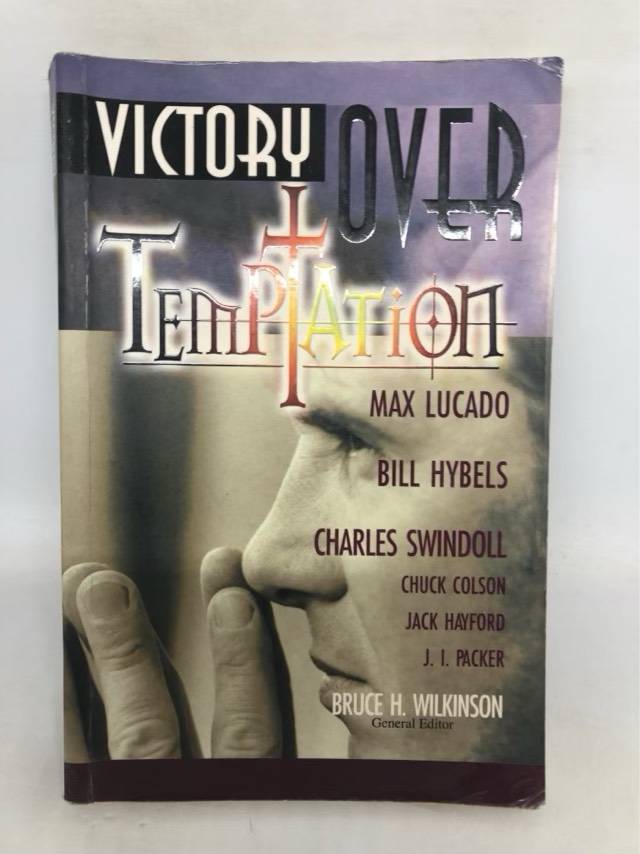 VICTORY OVER
TEMPTATiON
MAX LUCADO
BILL HYBELS
CHARLES SWINDOLL
CHUCK COLSON
JACK HAYFORD
J. I. PACKER
BRUCE H. WILKINSON
General Editor